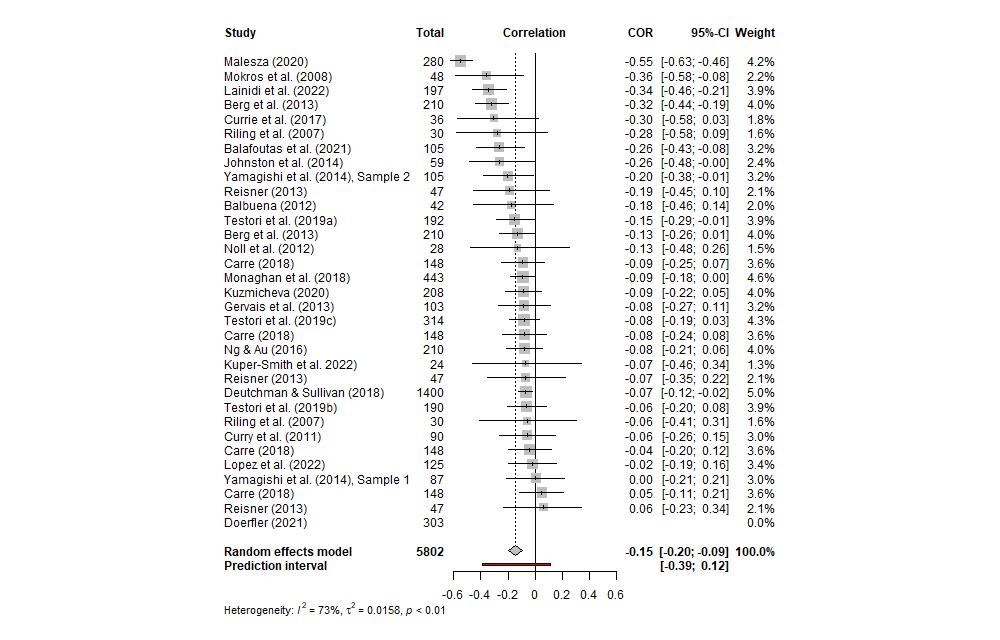 Study Total Correlation COR 95%-CI Weight
Malesza (2020) 280 -0.55 [-0.63; -0.46] 4.2%
Mokros et al. (2008) 48 -0.36 [-0.58; -0.08] 2.2%
Lainidi et al. (2022) 197 -0.34 [-0.46; -0.21] 3.9%
Berg et al. (2013) 210 -0.32 [-0.44; -0.19] 4.0%
Currie et al. (2017) 36 -0.30 [-0.58; 0.03] 1.8%
Riling et al. (2007) 30 -0.28 [-0.58; 0.09] 1.6%
Balafoutas et al. (2021) 105 -0.26 [-0.43; -0.08] 3.2%
Johnston et al. (2014) 59 -0.26 [-0.48; -0.00] 2.4%
Yamagishi et al. (2014), Sample 2 105 -0.20 [-0.38; -0.01] 3.2%
Reisner (2013) 47 -0.19 [-0.45; 0.10] 2.1%
Balbuena (2012) 42 -0.18 [-0.46; 0.14] 2.0%
Testori et al. (2019a) 192 -0.15 [-0.29; -0.01] 3.9%
Berg et al. (2013) 210 -0.13 [-0.26; 0.01] 4.0%
Noll et al. (2012) 28 -0.13 [-0.48; 0.26] 1.5%
Carre (2018) 148 -0.09 [-0.25; 0.07] 3.6%
Monaghan et al. (2018) 443 -0.09 [-0.18; 0.00] 4.6%
Kuzmicheva (2020) 208 -0.09 [-0.22; 0.05] 4.0%
Gervais et al. (2013) 103 -0.08 [-0.27; 0.11] 3.2%
Testori et al. (2019c) 314 -0.08 [-0.19; 0.03] 4.3%
Carre (2018) 148 -0.08 [-0.24; 0.08] 3.6%
Ng & Au (2016) 210 -0.08 [-0.21; 0.06] 4.0%
Kuper-Smith et al. 2022) 24 -0.07 [-0.46; 0.34] 1.3%
Reisner (2013) 47 -0.07 [-0.35; 0.22] 2.1%
Deutchman & Sullivan (2018) 1400 -0.07 [-0.12; -0.02] 5.0%
Testori et al. (2019b) 190 -0.06 [-0.20; 0.08] 3.9%
Riling et al. (2007) 30 -0.06 [-0.41; 0.31] 1.6%
Curry et al. (2011) 90 -0.06 [-0.26; 0.15] 3.0%
Carre (2018) 148 -0.04 [-0.20; 0.12] 3.6%
Lopez et al. (2022) 125 -0.02 [-0.19; 0.16] 3.4%
Yamagishi et al. (2014), Sample 1 87 0.00 [-0.21; 0.21] 3.0%
Carre (2018) 148 0.05 [-0.11; 0.21] 3.6%
Reisner (2013) 47 0.06 [-0.23; 0.34] 2.1%
Doerfler (2021) 303 0.0%
Random effects model 5802 -0.15 [-0.20; -0.09] 100.0%
Prediction interval [-0.39; 0.12]
-0.6 -0.4 -0.2 0 0.2 0.4 0.6
Heterogeneity: I² = 73%, τ² = 0.0158, p < 0.01